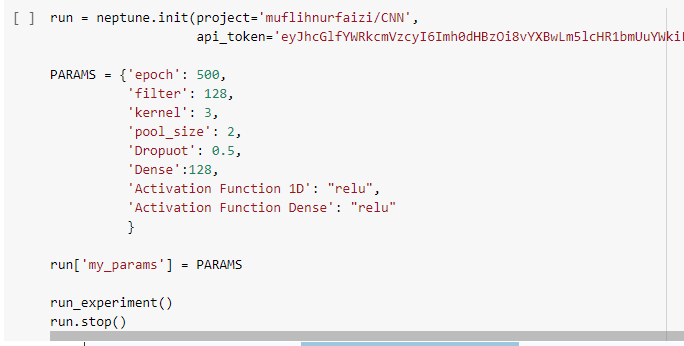 [ ] run = neptune.init(project='muflihnurfaizi/CNN',
api_token='eyJhcGlfYWRkcmVzcyI6Imh0dHBzOi8vYXBwLm5lcHR1bmUuYWki
PARAMS = {'epoch': 500,
'filter': 128,
'kernel': 3,
'pool_size': 2,
'Dropuot': 0.5,
'Dense':128,
'Activation Function 1D': "relu",
'Activation Function Dense': "relu"
}
run['my_params'] = PARAMS
run_experiment()
run.stop()